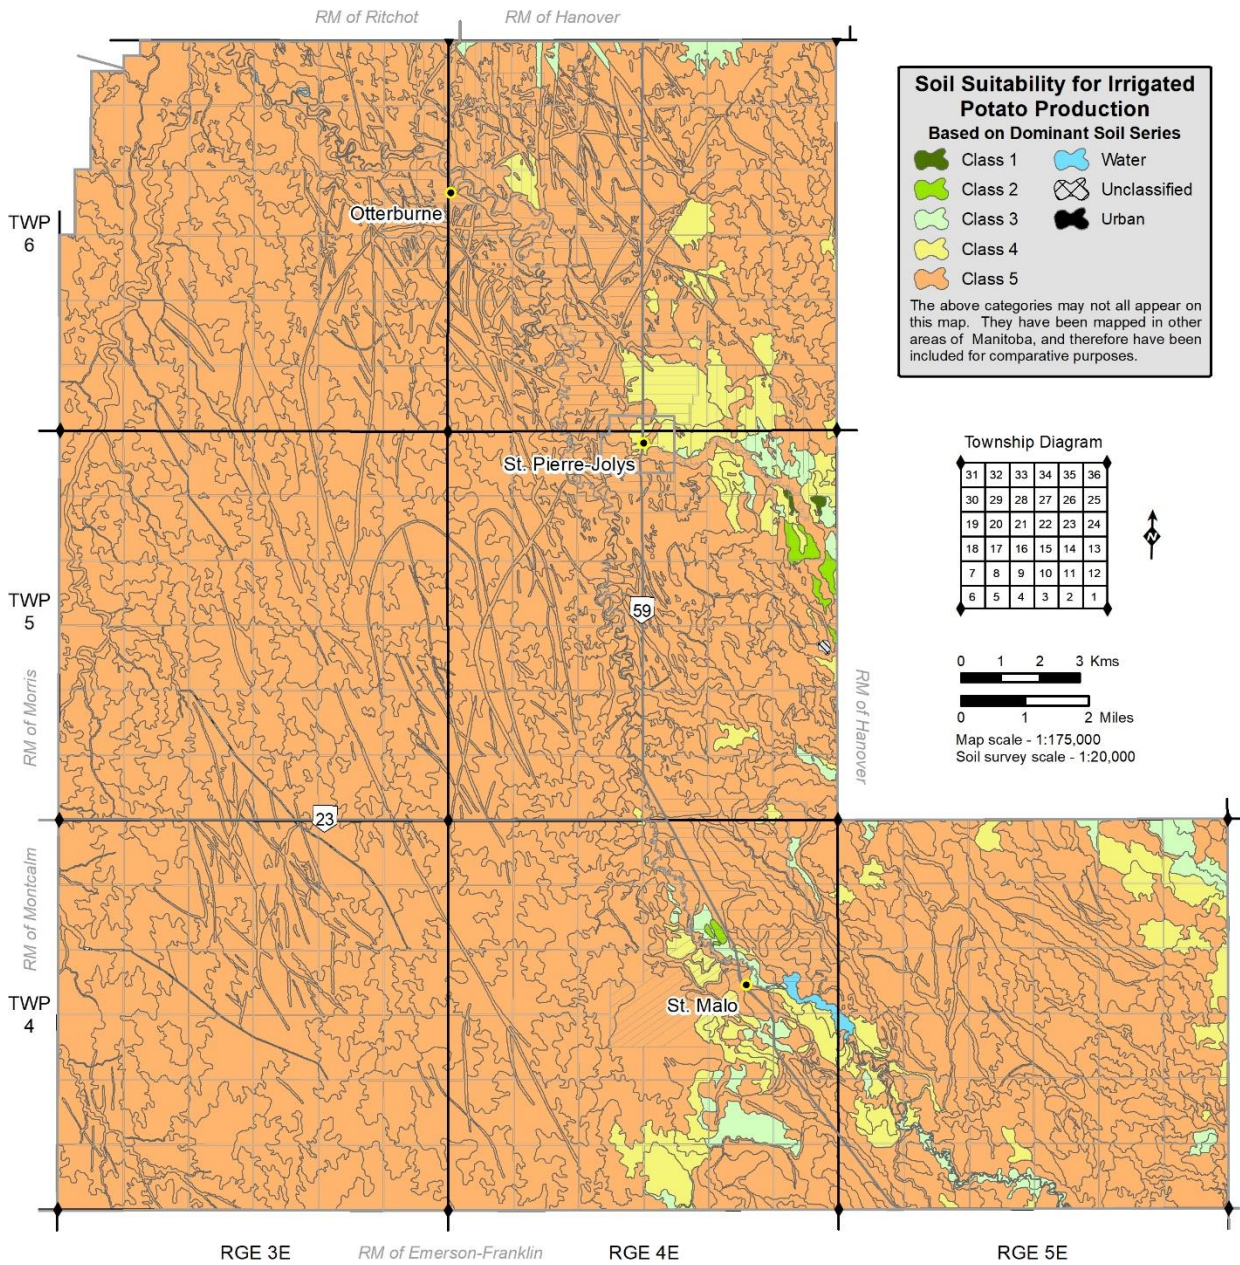 RM of Ritchot
RM of Hanover
Soil Suitability for Irrigated
Potato Production
Based on Dominant Soil Series
Class 1
Water
Class 2
Unclassified
Class 3
Urban
Class 4
Class 5
The above categories may not all appear on
this map. They have been mapped in other
areas of Manitoba, and therefore have been
included for comparative purposes.
TWP
6
Otterburne
St. Pierre-Jolys
Township Diagram
31 32 33 34 35 36
30 29 28 27 26 25
19 20 21 22 23 24
18 17 16 15 14 13
7 8 9 10 11 12
6 5 4 3 2 1
N
TWP
5
59
RM of Morris
RM of Hanover
0 1 2 3 Kms
0 1 2 Miles
Map scale - 1:175,000
Soil survey scale - 1:20,000
23
RM of Montcalm
TWP
4
St. Malo
RGE 3E
RM of Emerson-Franklin
RGE 4E
RGE 5E